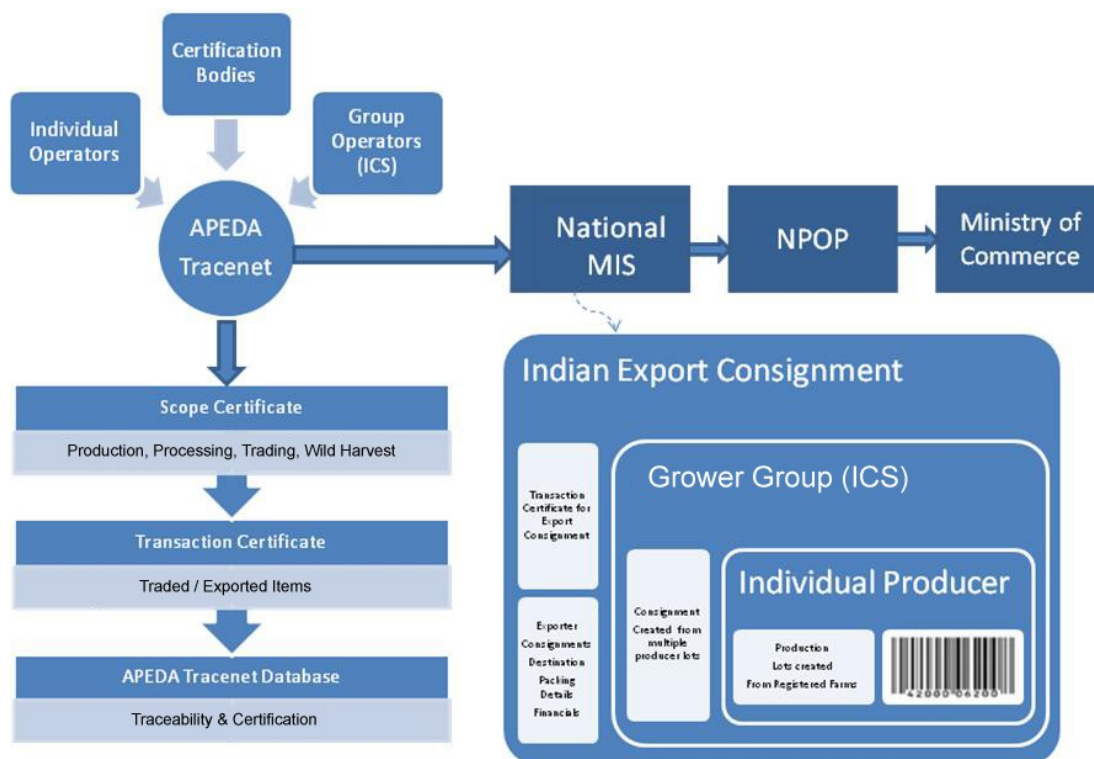 Certification
Bodies
Individual
Operators
Group
Operators
(ICS)
APEDA
Tracenet
National
MIS
NPOP
Ministry of
Commerce
Scope Certificate
Production, Processing, Trading, Wild Harvest
Transaction Certificate
Traded / Exported Items
APEDA Tracenet Database
Traceability & Certification
Indian Export Consignment
Transaction
Certificate for
Export
Consignment
Exporter
Consignments
Destination
Packing
Details
Financials
Grower Group (ICS)
Consignment
Created from
multiple
producer lots
Individual Producer
Production
Lots created
From Registered Farms
42000 06200